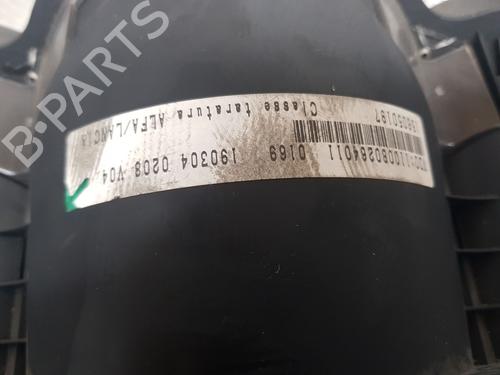 0169 190304 0208 V04
Classe taratura ALFA/LANCIA
B-PARTS